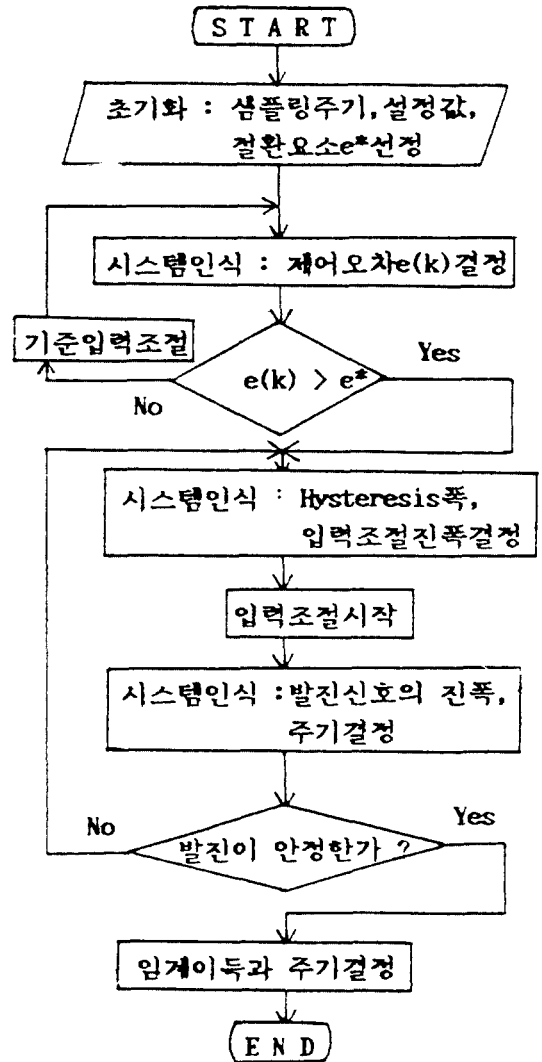 S T A R T
초기화 : 샘플링주기,설정값,
절환요소e*선정
시스템인식 : 제어오차e(k)결정
기준입력조절
e(k) > e*
Yes
No
시스템인식 : Hysteresis폭,
입력조절진폭결정
입력조절시작
시스템인식 :발진신호의 진폭,
주기결정
No
Yes
발진이 안정한가 ?
임계이득과 주기결정
E N D